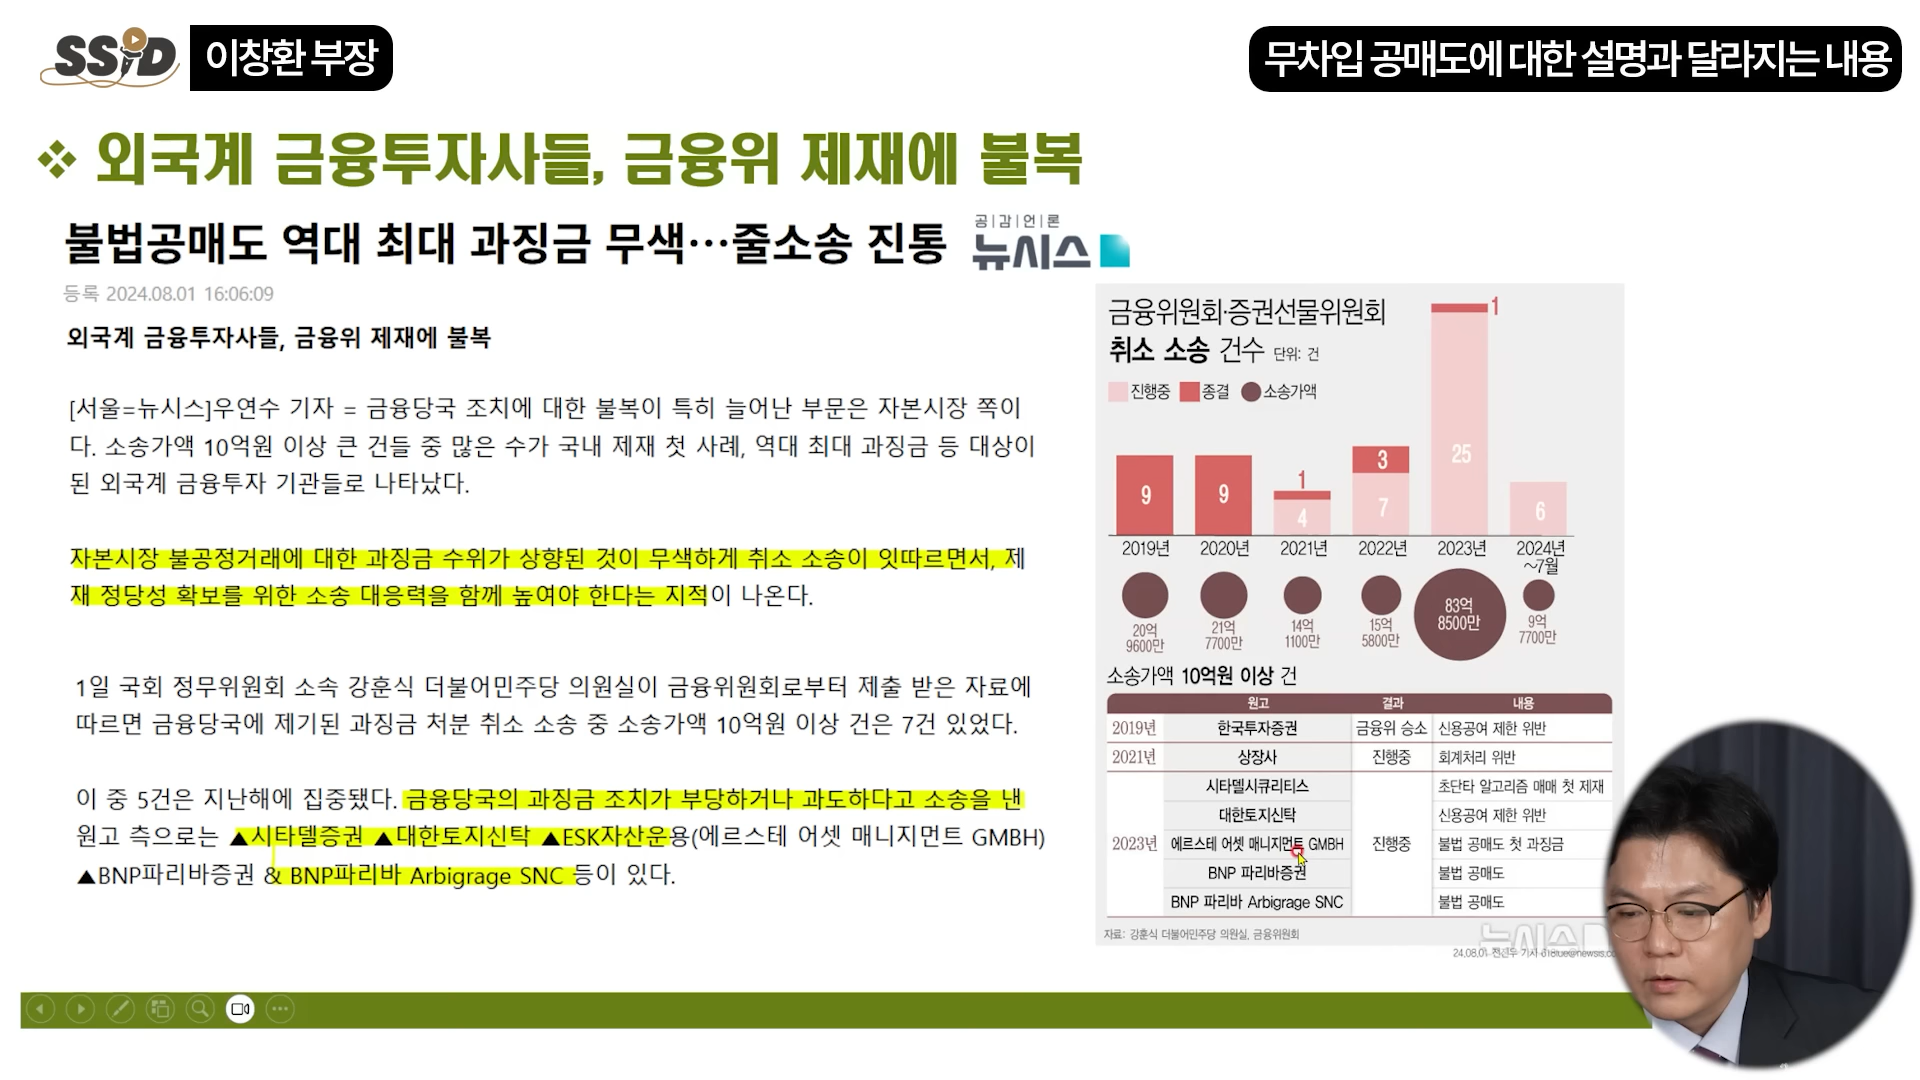 SSiD
이창환 부장
무차입 공매도에 대한 설명과 달라지는 내용
❖ 외국계 금융투자사들, 금융위 제재에 불복
불법공매도 역대 최대 과징금 무색…줄소송 진통
공|감|언|론
뉴시스
등록 2024.08.01 16:06:09
외국계 금융투자사들, 금융위 제재에 불복
[서울=뉴시스]우연수 기자 = 금융당국 조치에 대한 불복이 특히 늘어난 부문은 자본시장 쪽이
다. 소송가액 10억원 이상 큰 건들 중 많은 수가 국내 제재 첫 사례, 역대 최대 과징금 등 대상이
된 외국계 금융투자 기관들로 나타났다.
자본시장 불공정거래에 대한 과징금 수위가 상향된 것이 무색하게 취소 소송이 잇따르면서, 제
재 정당성 확보를 위한 소송 대응력을 함께 높여야 한다는 지적이 나온다.
1일 국회 정무위원회 소속 강훈식 더불어민주당 의원실이 금융위원회로부터 제출 받은 자료에
따르면 금융당국에 제기된 과징금 처분 취소 소송 중 소송가액 10억원 이상 건은 7건 있었다.
이 중 5건은 지난해에 집중됐다. 금융당국의 과징금 조치가 부당하거나 과도하다고 소송을 낸
원고 측으로는 ▲시타델증권 ▲대한토지신탁 ▲ESK자산운용(에르스테 어셋 매니지먼트 GMBH)
▲BNP파리바증권 & BNP파리바 Arbigrage SNC 등이 있다.
금융위원회·증권선물위원회
취소 소송 건수 단위: 건
진행중 종결 소송가액
9 9 1 4 3 7 1 25 6
2019년 2020년 2021년 2022년 2023년 2024년
~7월
20억 21억 14억 15억 83억 9억
9600만 7700만 1100만 5800만 8500만 7700만
소송가액 10억원 이상 건
원고 결과 내용
2019년 한국투자증권 금융위 승소 신용공여 제한 위반
2021년 상장사 진행중 회계처리 위반
시타델시큐리티스 초단타 알고리즘 매매 첫 제재
대한토지신탁 신용공여 제한 위반
2023년 에르스테 어셋 매니지먼트 GMBH 진행중 불법 공매도 첫 과징금
BNP 파리바증권 불법 공매도
BNP 파리바 Arbigrage SNC 불법 공매도
자료: 강훈식 더불어민주당 의원실, 금융위원회
뉴시스
24.08.01